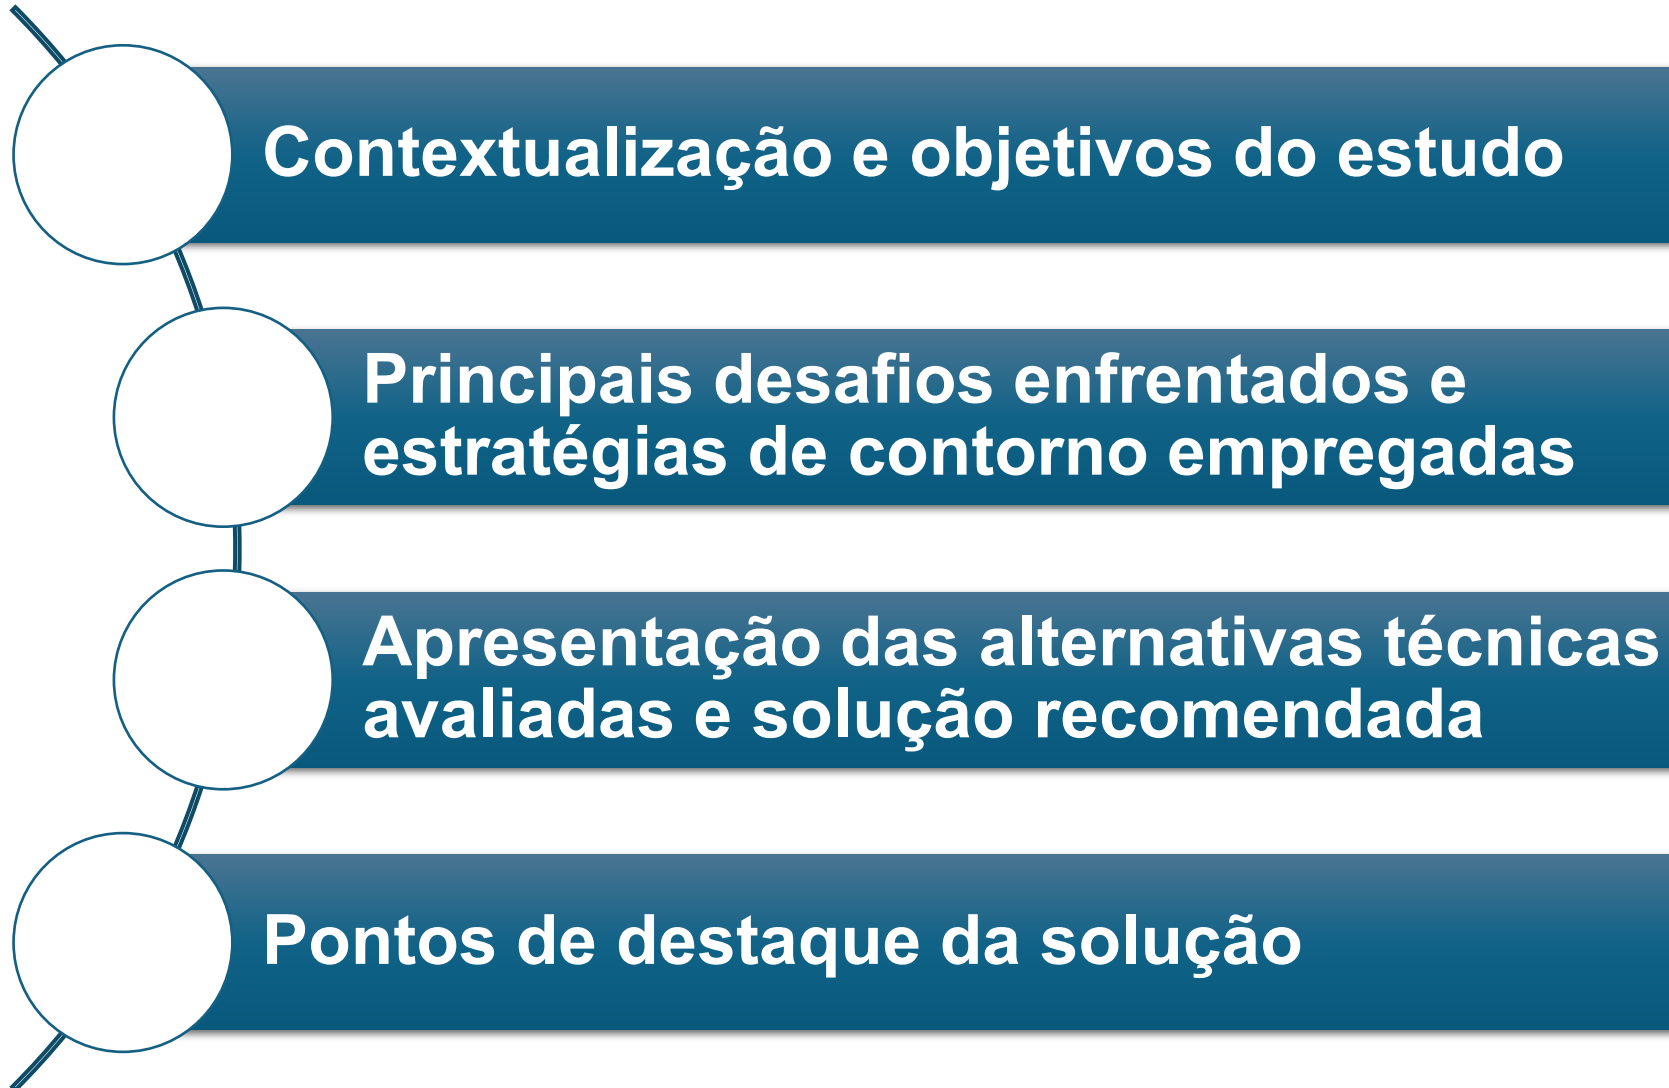 Contextualização e objetivos do estudo
Principais desafios enfrentados e
estratégias de contorno empregadas
Apresentação das alternativas técnicas
avaliadas e solução recomendada
Pontos de destaque da solução